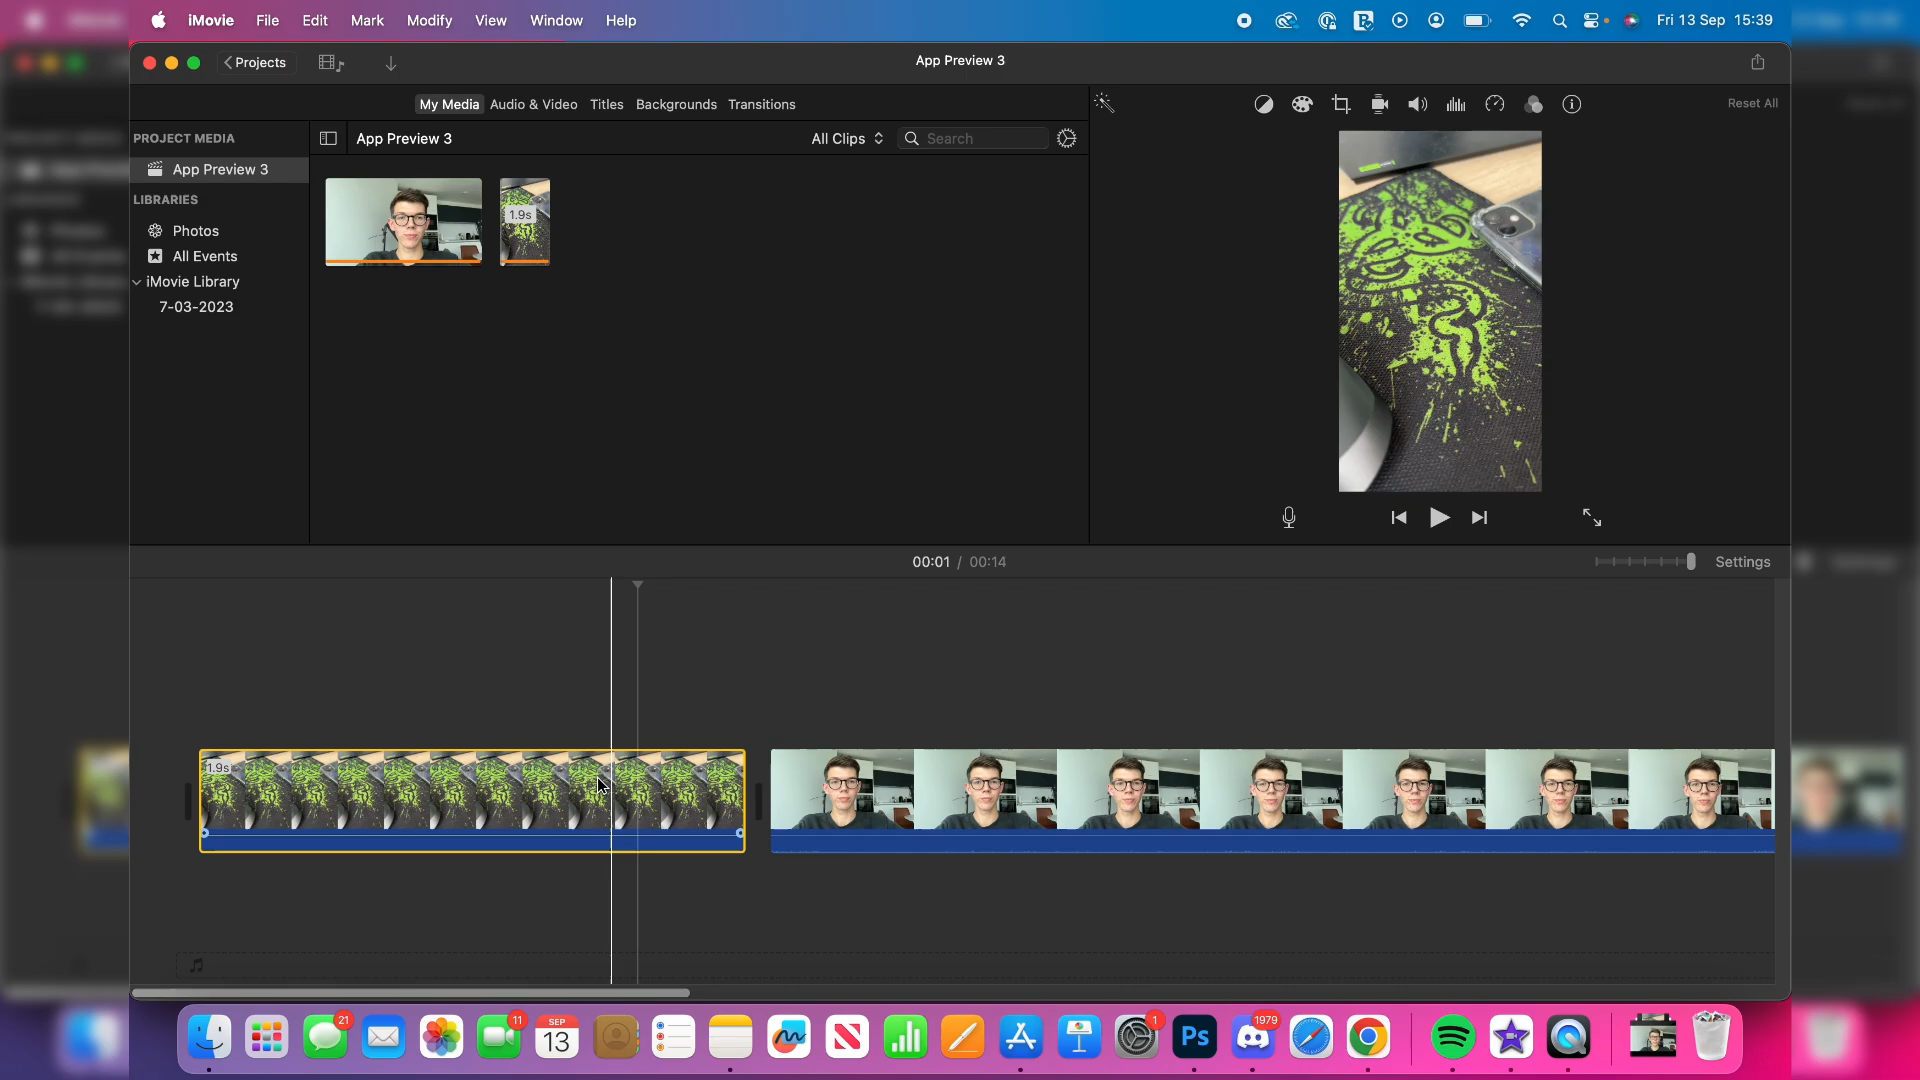 iMovie File Edit Mark Modify View Window Help Fri 13 Sep 15:39
Projects App Preview 3
My Media Audio & Video Titles Backgrounds Transitions Reset All
PROJECT MEDIA App Preview 3 All Clips Search
App Preview 3
LIBRARIES
1.9s
Photos
All Events
iMovie Library
7-03-2023
00:01 / 00:14 Settings
1.9s
21 11 SEP 13 1 Ps 1979